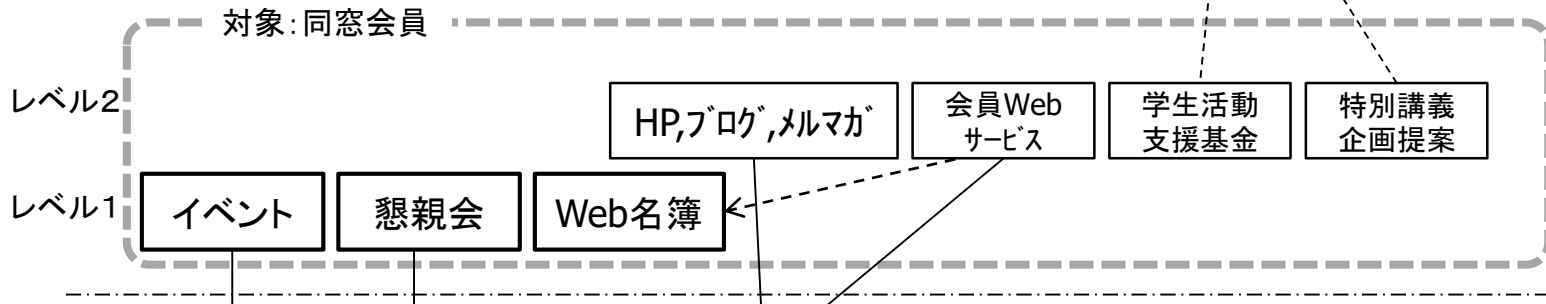 対象:同窓会員
レベル2
HP,ブログ,メルマガ
会員Web
サービス
学生活動
支援基金
特別講義
企画提案
レベル1
イベント
懇親会
Web名簿